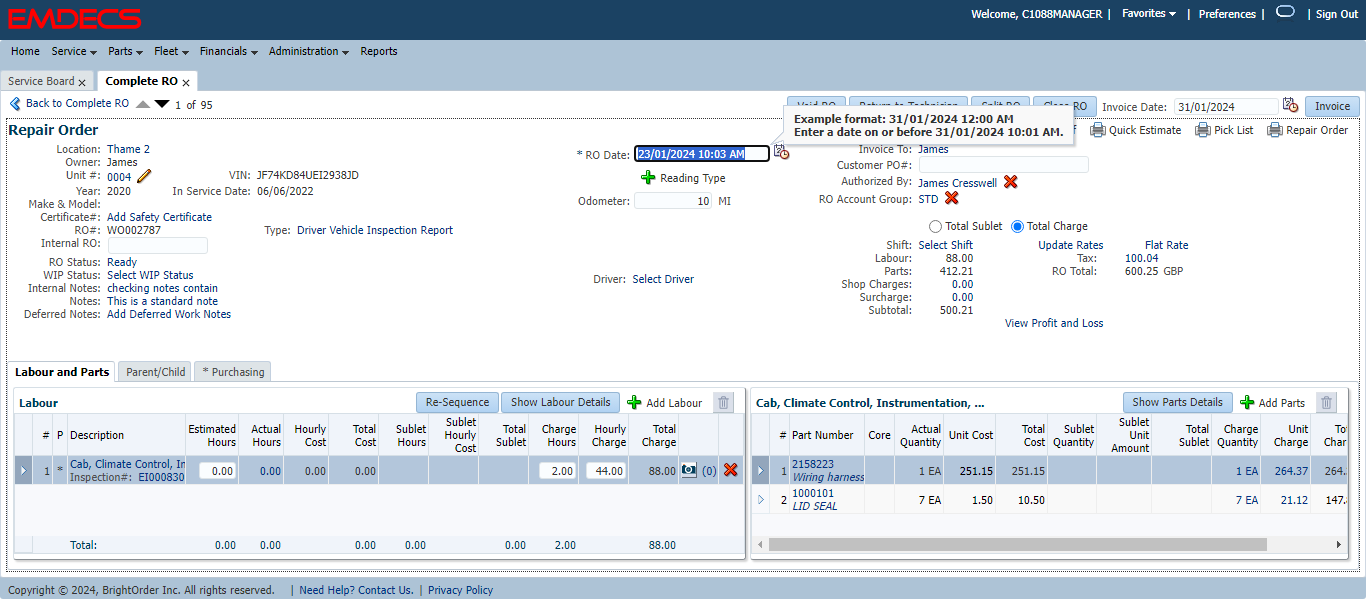 EMDECS
Welcome, C1088MANAGER | Favorites | Preferences | | Sign Out
Home Service Parts Fleet Financials Administration Reports
Service Board x Complete RO x
Back to Complete RO 1 of 95
Void RO Return to Technician Split RO Close RO Invoice Date: 31/01/2024 Invoice
Example format: 31/01/2024 12:00 AM
Enter a date on or before 31/01/2024 10:01 AM.
Repair Order
Quick Estimate Pick List Repair Order
Location: Thame 2
Owner: James
Unit #: 0004 VIN: JF74KD84UEI2938JD
Year: 2020 In Service Date: 06/06/2022
Make & Model:
Certificate#: Add Safety Certificate
RO#: WO002787 Type: Driver Vehicle Inspection Report
Internal RO:
RO Status: Ready
WIP Status: Select WIP Status
Internal Notes: checking notes contain
Notes: This is a standard note
Deferred Notes: Add Deferred Work Notes
* RO Date: 23/01/2024 10:03 AM
Reading Type
Odometer: 10 MI
Driver: Select Driver
Invoice To: James
Customer PO#:
Authorized By: James Cresswell
RO Account Group: STD
Total Sublet Total Charge
Shift: Select Shift Update Rates Flat Rate
Labour: 88.00 Tax: 100.04
Parts: 412.21 RO Total: 600.25 GBP
Shop Charges: 0.00
Surcharge: 0.00
Subtotal: 500.21
View Profit and Loss
Labour and Parts Parent/Child * Purchasing
Labour Re-Sequence Show Labour Details Add Labour
# P Description Estimated Hours Actual Hours Hourly Cost Total Cost Sublet Hours Sublet Hourly Cost Total Sublet Charge Hours Hourly Charge Total Charge
1 * Cab, Climate Control, In 0.00 0.00 0.00 0.00 2.00 44.00 88.00 (0)
Inspection#: EI000830
Total: 0.00 0.00 0.00 0.00 0.00 2.00 88.00
Cab, Climate Control, Instrumentation, ... Show Parts Details Add Parts
# Part Number Core Actual Quantity Unit Cost Total Cost Sublet Quantity Sublet Unit Amount Total Sublet Charge Quantity Unit Charge Tot Char
1 2158223 1 EA 251.15 251.15 1 EA 264.37 264.
Wiring harness
2 1000101 7 EA 1.50 10.50 7 EA 21.12 147.
LID SEAL
Copyright © 2024, BrightOrder Inc. All rights reserved. | Need Help? Contact Us. | Privacy Policy